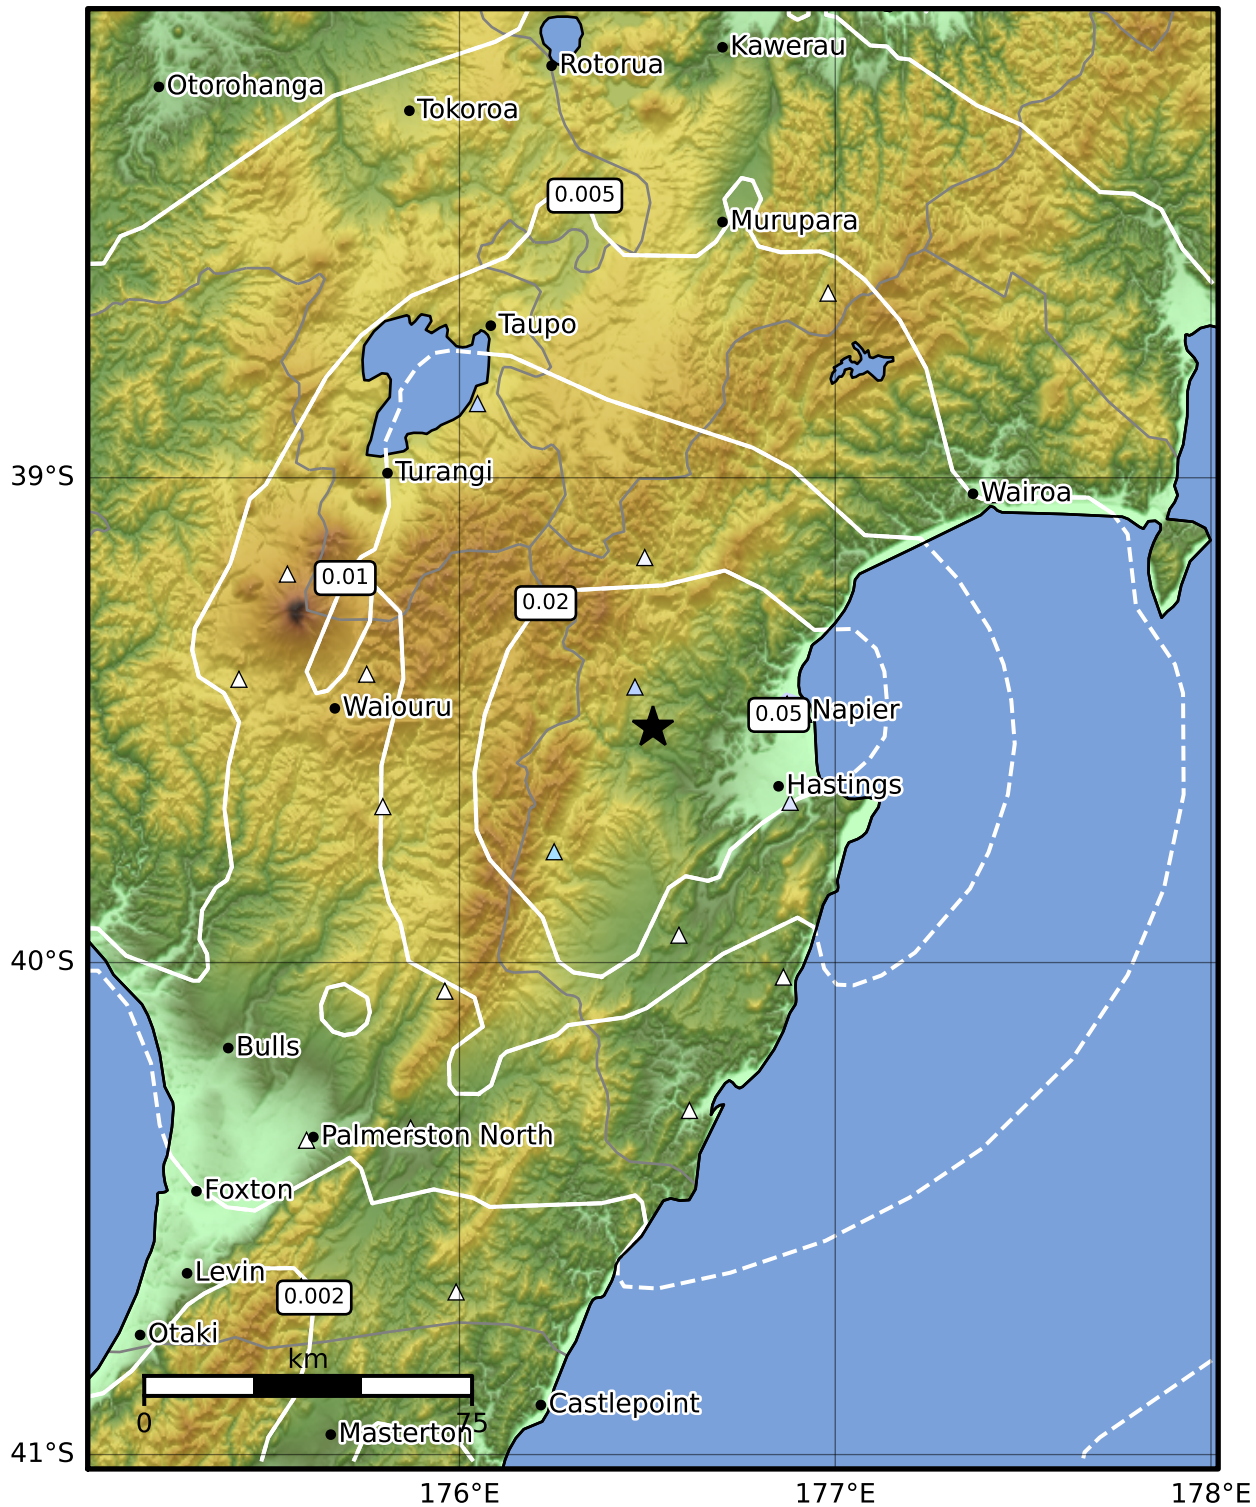 Kawerau
Rotorua
Otorohanga
Tokoroa
0.005
Murupara
Taupo
39°S
Turangi
Wairoa
0.01
0.02
Waiouru
0.05
Napier
Hastings
40°S
Bulls
Palmerston North
Foxton
Levin
0.002
Otaki
km
0
75
Castlepoint
Masterton
41°S
176°E
177°E
178°E